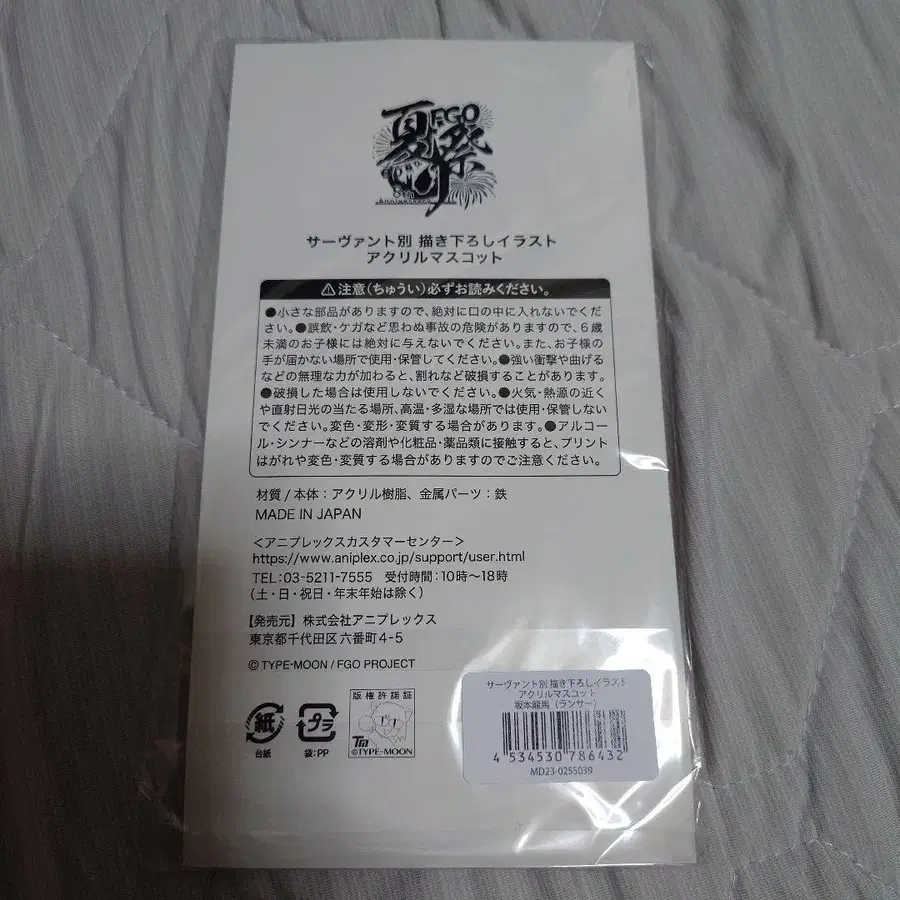 FGO
夏祭り
8th
Anniversary
サーヴァント別 描き下ろしイラスト
アクリルマスコット
⚠注意(ちゅうい)必ずお読みください。
●小さな部品がありますので、絶対に口の中に入れないでくだ
さい。●誤飲・ケガなど思わぬ事故の危険がありますので、6歳
未満のお子様には絶対に与えないでください。また、お子様の
手が届かない場所で使用・保管してください。●強い衝撃や曲げる
などの無理な力が加わると、割れなど破損することがあります。
●破損した場合は使用しないでください。●火気・熱源の近く
や直射日光の当たる場所、高温・多湿な場所では使用・保管しない
でください。変色・変形・変質する場合があります。●アルコー
ル・シンナーなどの溶剤や化粧品・薬品類に接触すると、プリント
はがれや変色・変質する場合がありますのでご注意ください。
材質/本体:アクリル樹脂、金属パーツ:鉄
MADE IN JAPAN
<アニプレックスカスタマーセンター>
https://www.aniplex.co.jp/support/user.html
TEL:03-5211-7555 受付時間:10時〜18時
(土・日・祝日・年末年始は除く)
【発売元】株式会社アニプレックス
東京都千代田区六番町4-5
© TYPE-MOON / FGO PROJECT
紙
台紙
プラ
袋:PP
版権許諾証
TM
©TYPE-MOON
サーヴァント別 描き下ろしイラスト
アクリルマスコット
坂本龍馬(ランサー)
4 534530 786432
MD23-0255039